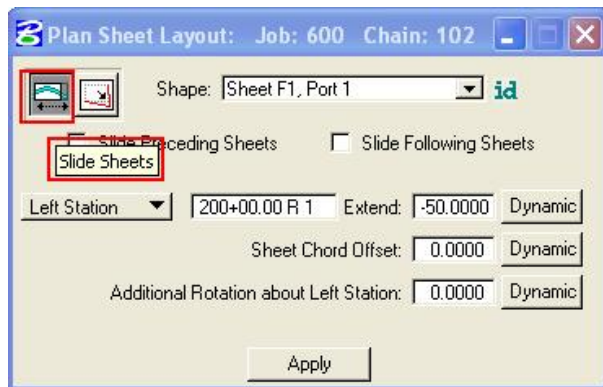 Plan Sheet Layout: Job: 600 Chain: 102
Shape: Sheet F1, Port 1 id
Slide Preceding Sheets Slide Following Sheets
Slide Sheets
Left Station 200+00.00 R 1 Extend: -50.0000 Dynamic
Sheet Chord Offset: 0.0000 Dynamic
Additional Rotation about Left Station: 0.0000 Dynamic
Apply